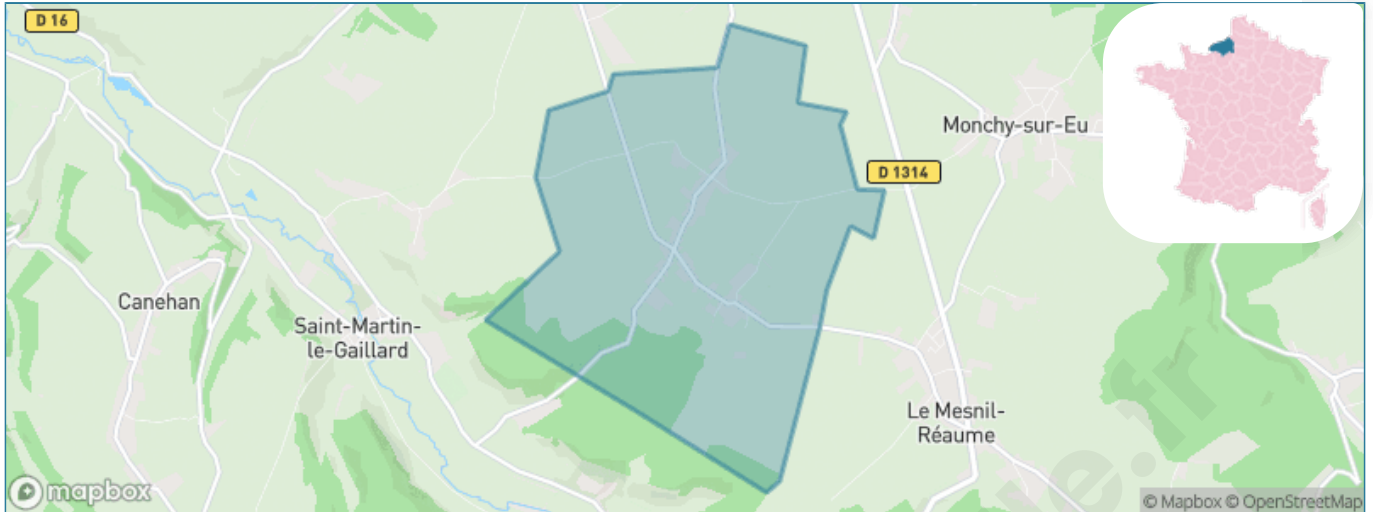 D 16
Monchy-sur-Eu
D 1314
Canehan
Saint-Martin-
le-Gaillard
Le Mesnil-
Réaume
mapbox
© Mapbox © OpenStreetMap